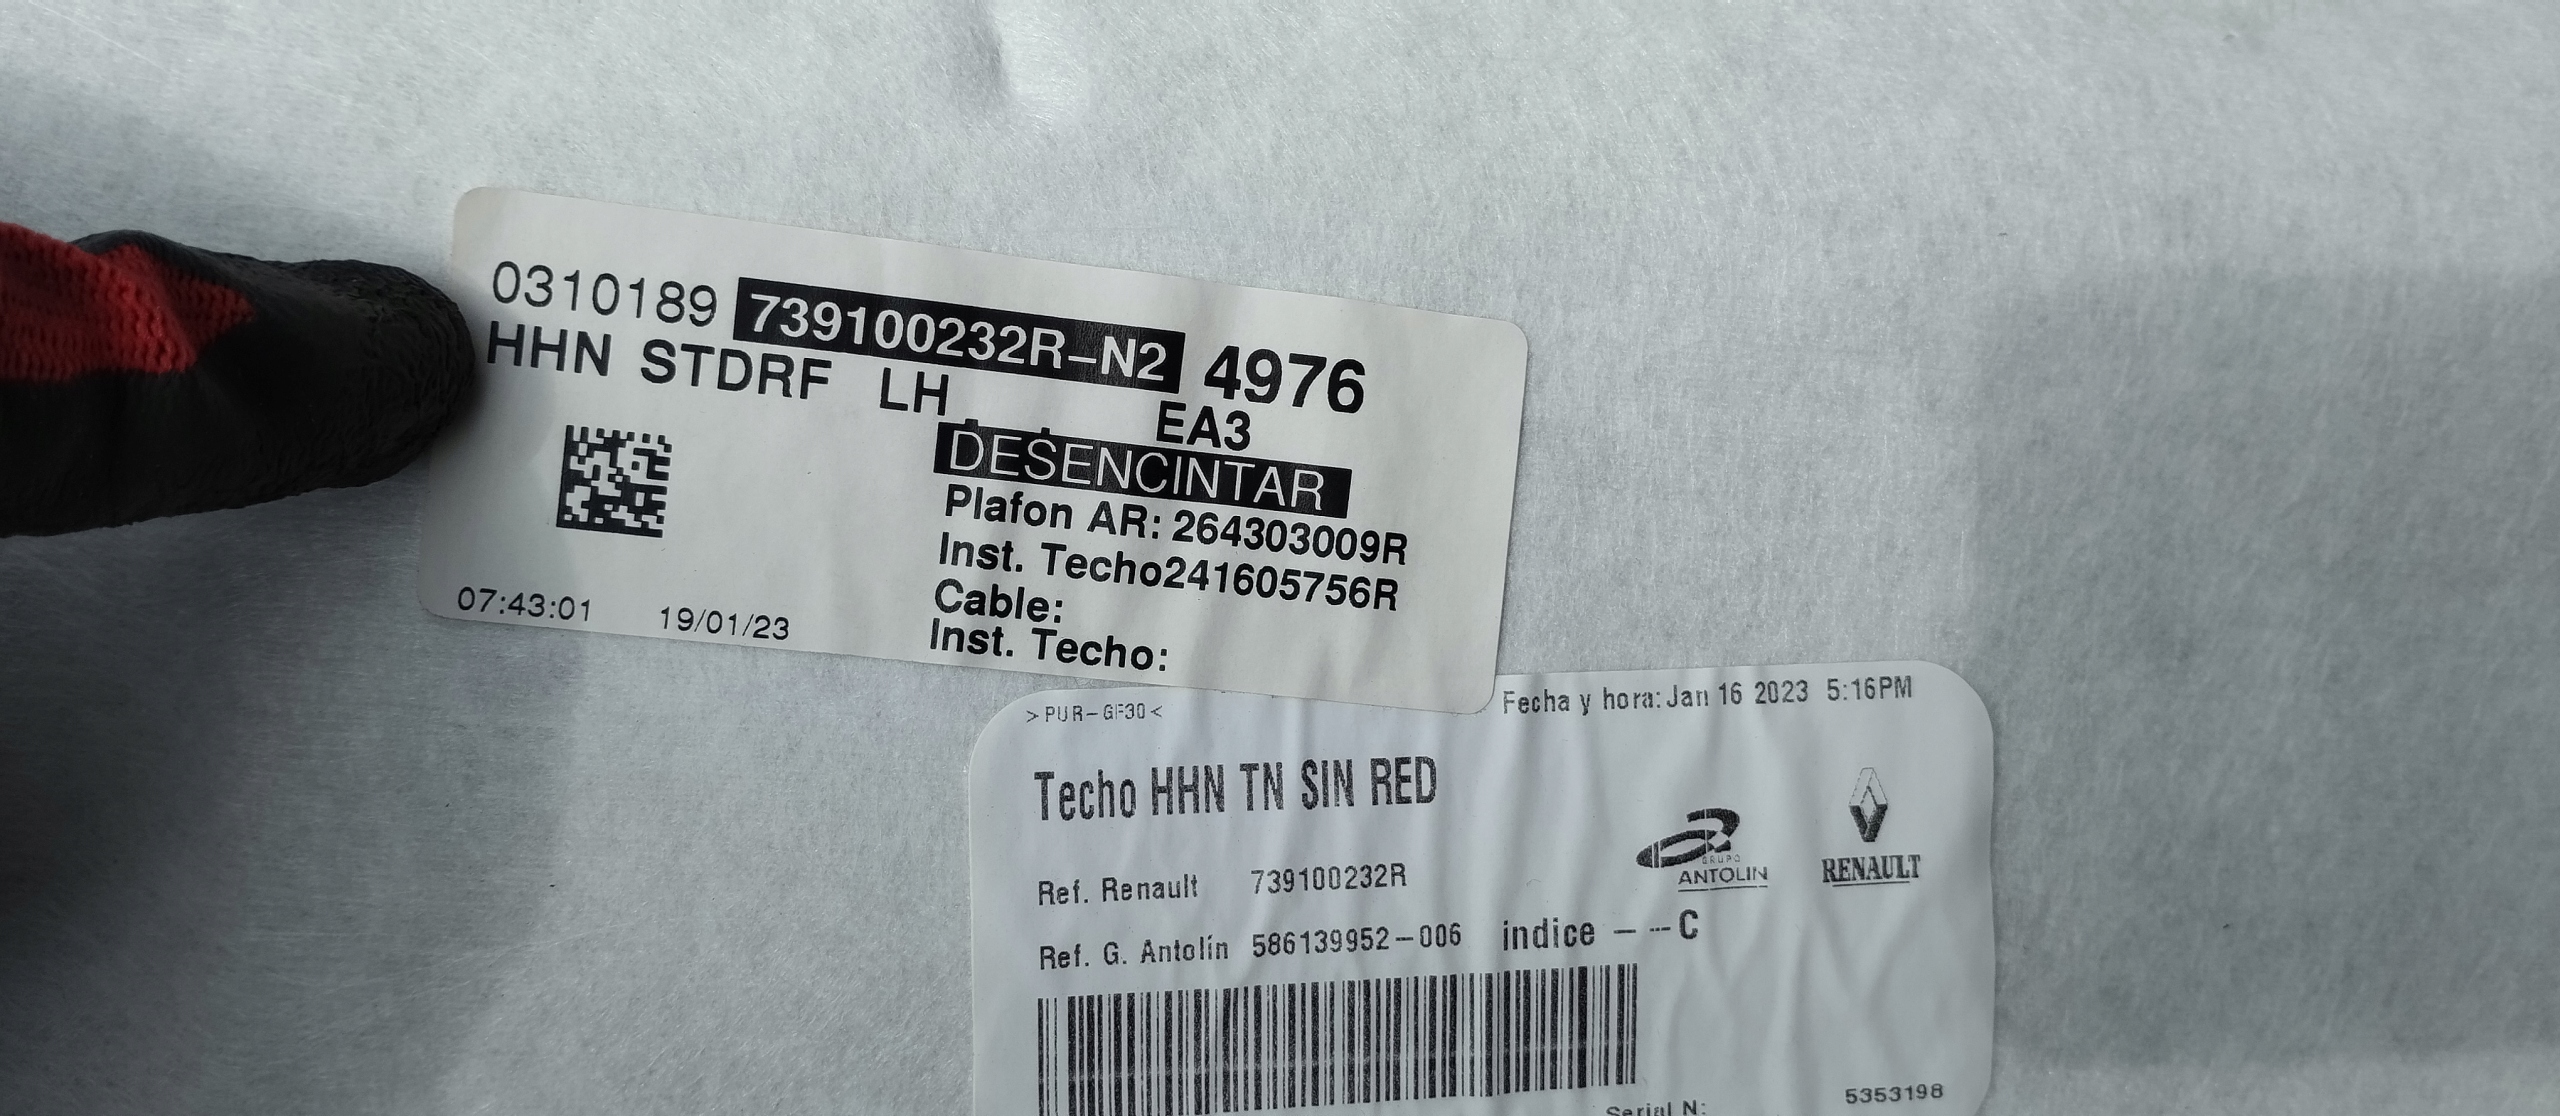 0310189 739100232R-N2 4976
HHN STDRF LH EA3
DESENCINTAR
Plafon AR: 264303009R
Inst. Techo241605756R
Cable:
Inst. Techo:
07:43:01 19/01/23
>PUR-GF30< Fecha y hora: Jan 16 2023 5:16PM
Techo HHN TN SIN RED
GRUPO
ANTOLIN
RENAULT
Ref. Renault 739100232R
Ref. G. Antolín 586139952-006 indice - --C
Serial N: 5353198